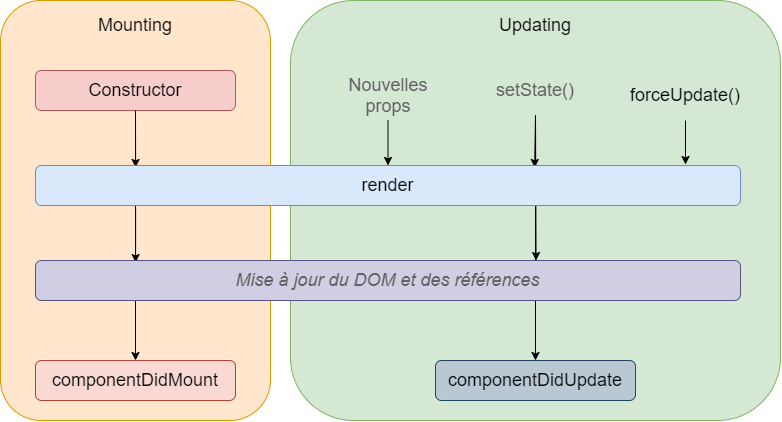 Mounting
Updating
Constructor
Nouvelles
props
setState()
forceUpdate()
render
Mise à jour du DOM et des références
componentDidMount
componentDidUpdate